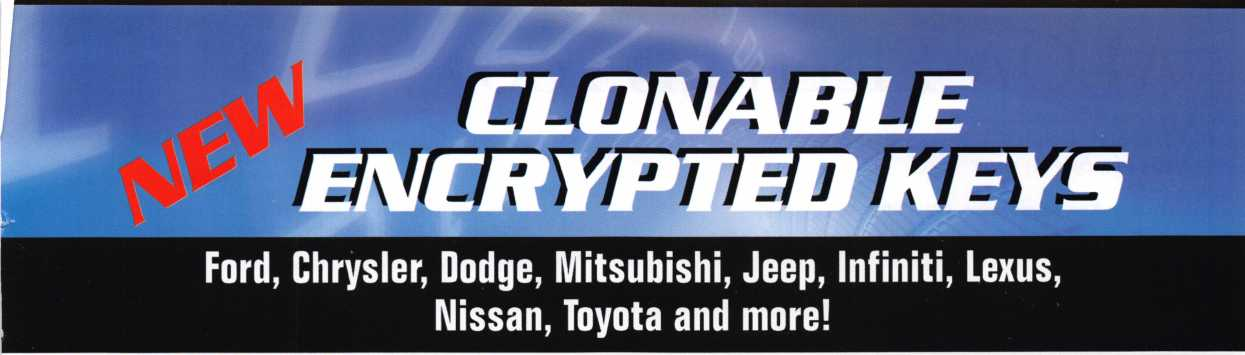 NEW
CLONABLE
ENCRYPTED KEYS
Ford, Chrysler, Dodge, Mitsubishi, Jeep, Infiniti, Lexus,
Nissan, Toyota and more!